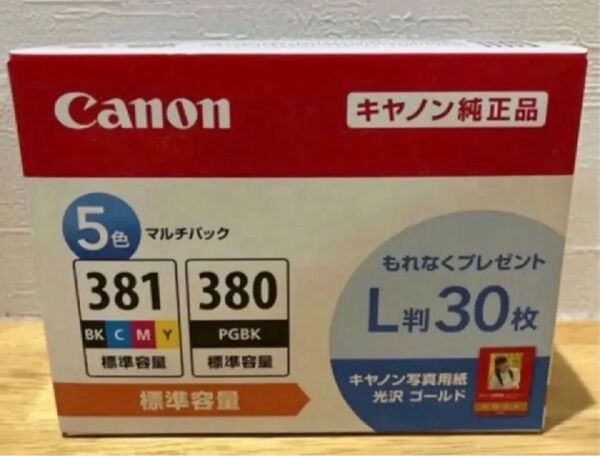 Canon
キヤノン純正品
5色 マルチパック
381
BK C M Y
標準容量
380
PGBK
標準容量
標準容量
もれなくプレゼント
L判30枚
キヤノン写真用紙
光沢 ゴールド